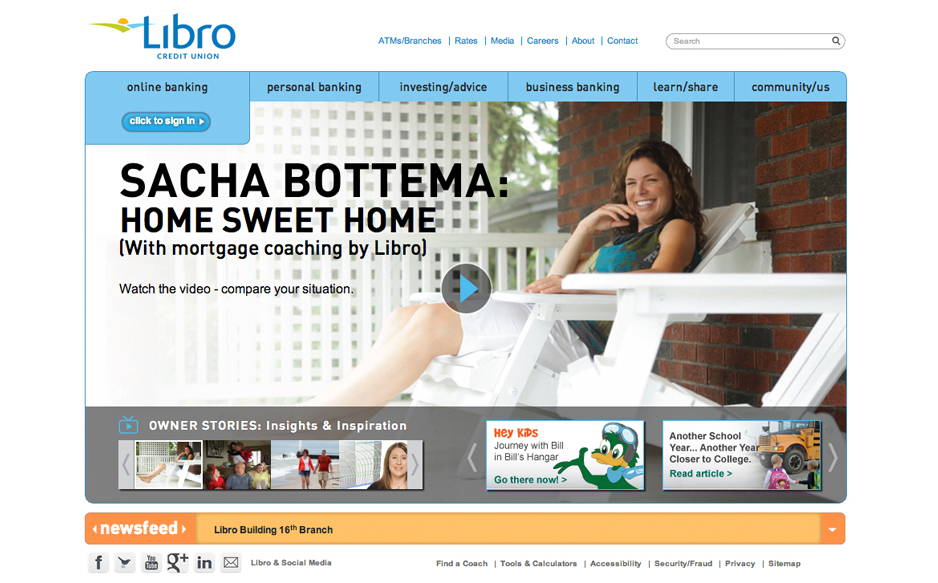 Libro
CREDIT UNION
ATMs/Branches | Rates | Media | Careers | About | Contact
Search
online banking
personal banking
investing/advice
business banking
learn/share
community/us
click to sign in
SACHA BOTTEMA:
HOME SWEET HOME
(With mortgage coaching by Libro)
Watch the video - compare your situation.
OWNER STORIES: Insights & Inspiration
Hey Kids
Journey with Bill
in Bill's Hangar
Go there now! >
Another School
Year... Another Year
Closer to College.
Read article >
newsfeed
Libro Building 16th Branch
f
You
Tube
g+
in
Libro & Social Media
Find a Coach | Tools & Calculators | Accessibility | Security/Fraud | Privacy | Sitemap